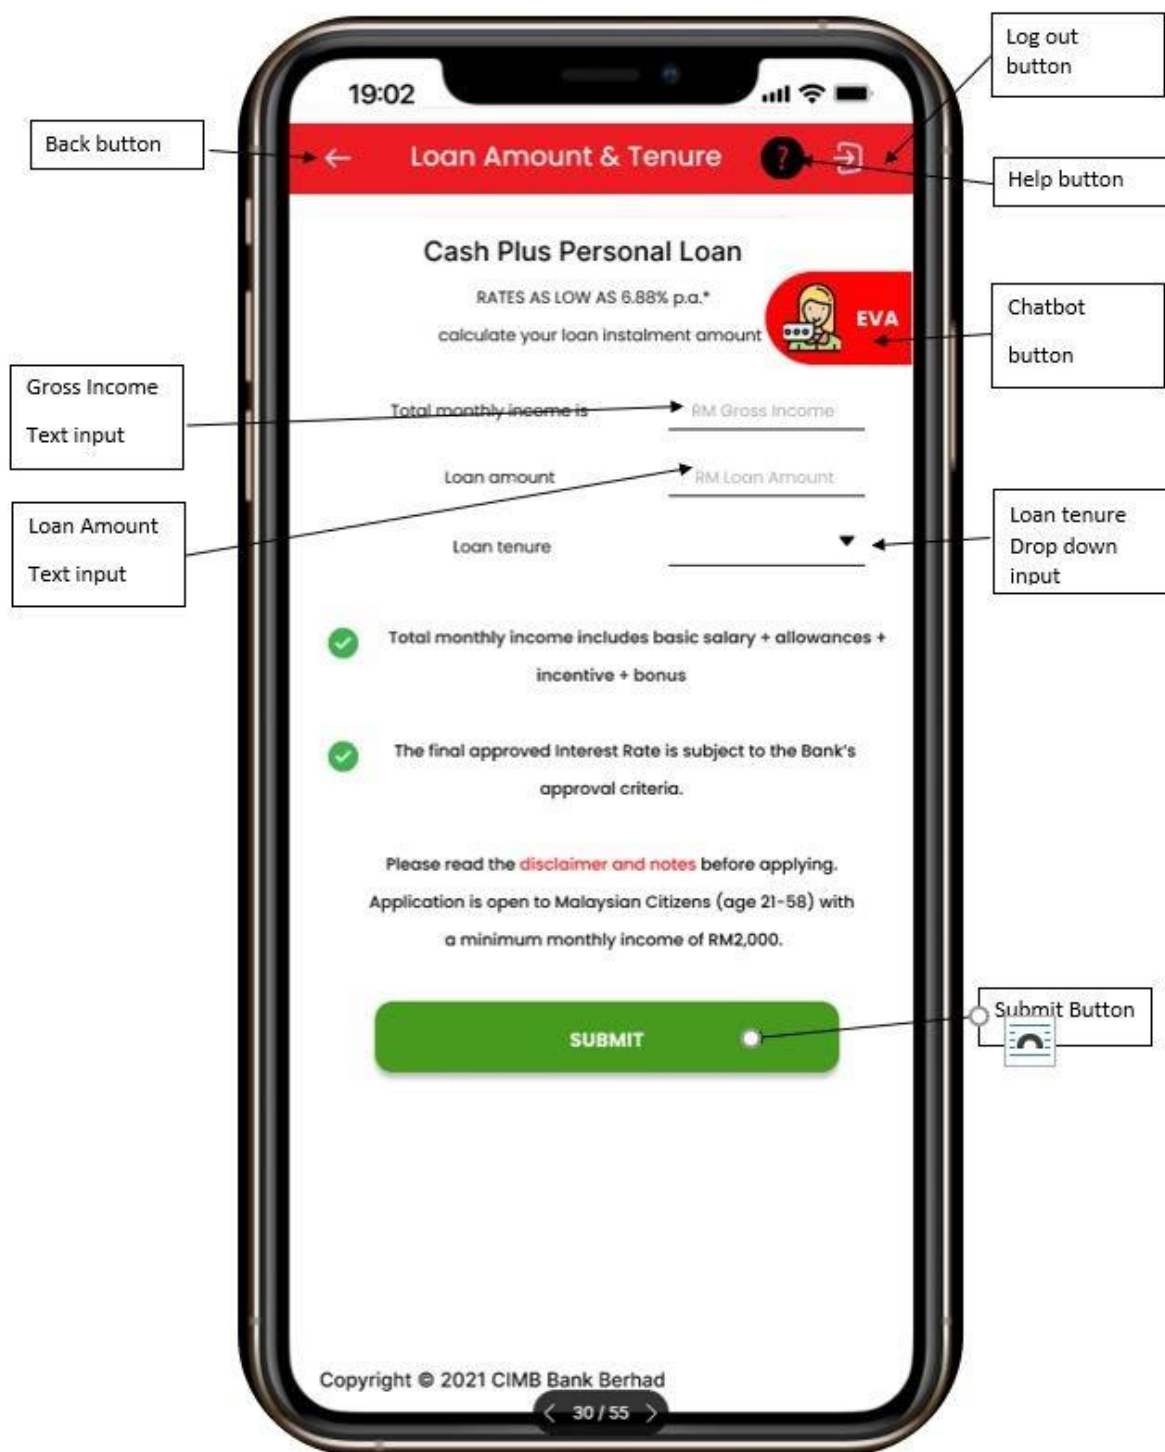 Log out
button
19:02
Back button
Loan Amount & Tenure
?
Help button
Cash Plus Personal Loan
RATES AS LOW AS 6.88% p.a.*
EVA
calculate your loan instalment amount
Chatbot
button
Gross Income
Text input
Total monthly income is
RM Gross Income
Loan amount
RM Loan Amount
Loan Amount
Text input
Loan tenure
Loan tenure
Drop down
input
Total monthly income includes basic salary + allowances +
incentive + bonus
The final approved Interest Rate is subject to the Bank's
approval criteria.
Please read the disclaimer and notes before applying.
Application is open to Malaysian Citizens (age 21-58) with
a minimum monthly income of RM2,000.
Submit Button
SUBMIT
Copyright © 2021 CIMB Bank Berhad
< 30 / 55 >